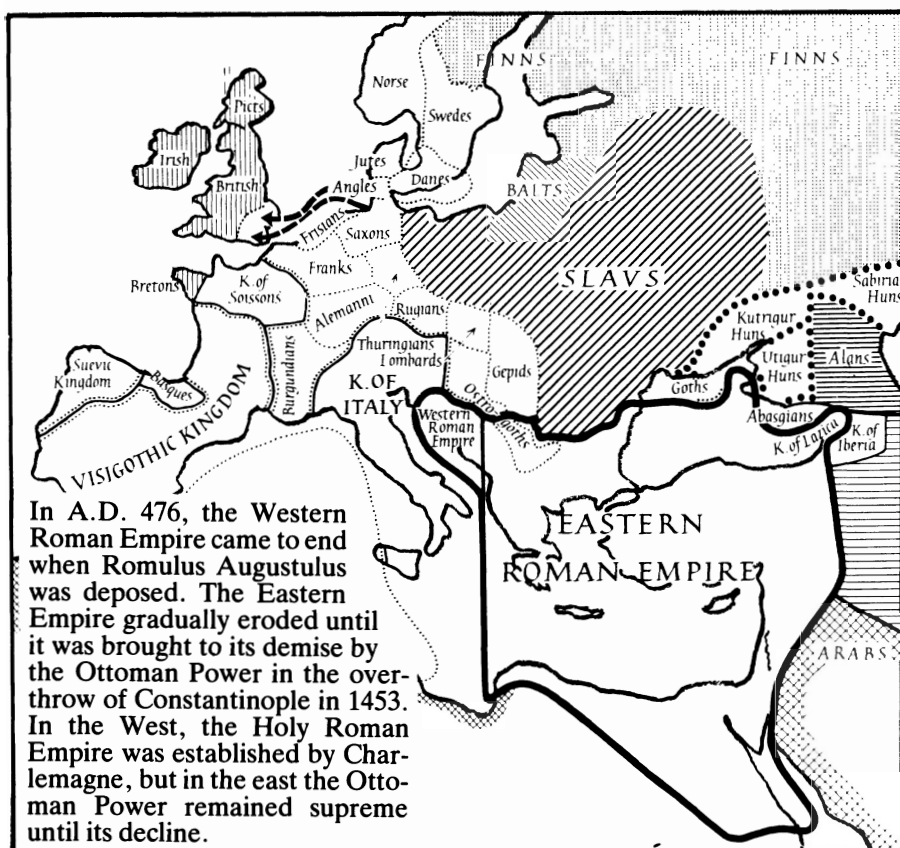 FINNS
FINNS
Norse
Swedes
Picts
Irish
British
Jutes
Angles
Danes
BALTS
Frisians
Saxons
SLAVS
Bretons
K. of
Soissons
Franks
Alemanni
Rugians
Thuringians
Lombards
Gepids
Burgundians
Suevic
Kingdom
Basques
VISIGOTHIC KINGDOM
K. OF
ITALY
Western
Roman
Empire
Ostrogoths
Goths
Kutrigur
Huns
Utigur
Huns
Sabiria
Huns
Alans
Abasgians
K. of Lazica
K. of
Iberia
EASTERN
ROMAN EMPIRE
ARABS
In A.D. 476, the Western
Roman Empire came to end
when Romulus Augustulus
was deposed. The Eastern
Empire gradually eroded until
it was brought to its demise by
the Ottoman Power in the over-
throw of Constantinople in 1453.
In the West, the Holy Roman
Empire was established by Char-
lemagne, but in the east the Otto-
man Power remained supreme
until its decline.